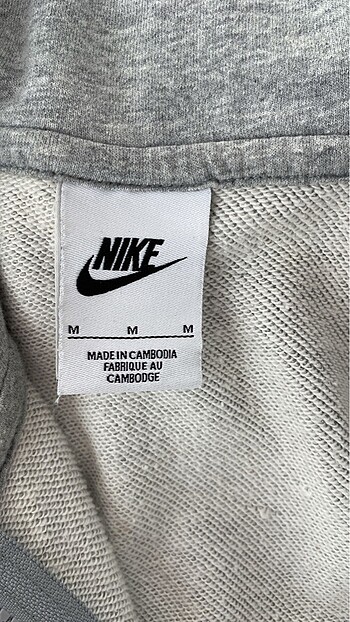 NIKE
M M M
MADE IN CAMBODIA
FABRIQUE AU
CAMBODGE